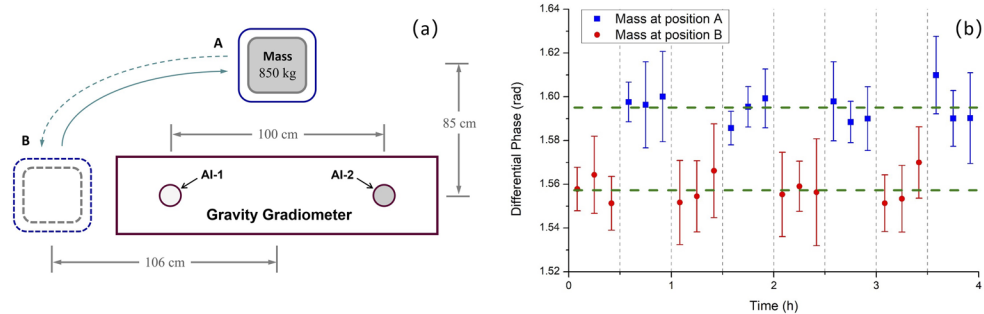 (a)
A
Mass
850 kg
B
100 cm
85 cm
AI-1
AI-2
Gravity Gradiometer
106 cm
(b)
Mass at position A
Mass at position B
Differential Phase (rad)
1.64
1.62
1.60
1.58
1.56
1.54
1.52
0
1
2
3
4
Time (h)